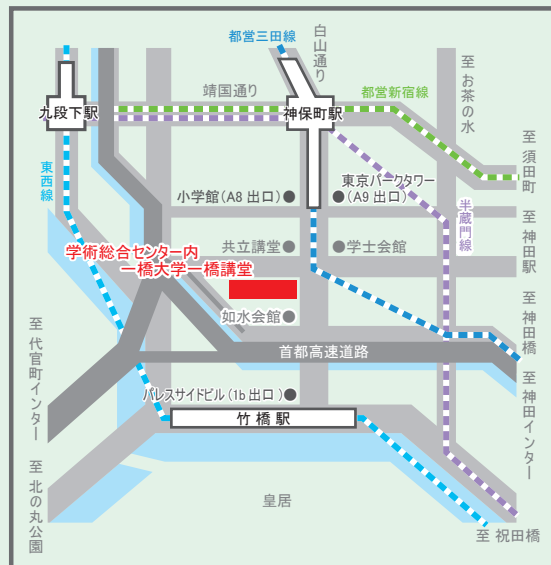 都営三田線
白山通り
靖国通り
都営新宿線
至 お茶の水
九段下駅
神保町駅
東西線
至 須田町
小学館(A8 出口)
東京パークタワー
(A9 出口)
半蔵門線
至 神田駅
共立講堂
学士会館
学術総合センター内
一橋大学一橋講堂
如水会館
至 神田橋
首都高速道路
至 代官町インター
至 神田インター
パレスサイドビル(1b 出口)
竹橋駅
至 北の丸公園
皇居
至 祝田橋